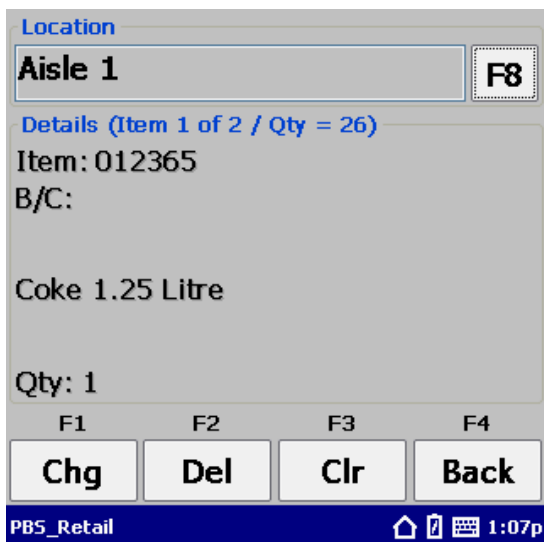 Location
Aisle 1
F8
Details (Item 1 of 2 / Qty = 26)
Item: 012365
B/C:
Coke 1.25 Litre
Qty: 1
F1 F2 F3 F4
Chg Del Clr Back
PBS_Retail 1:07p